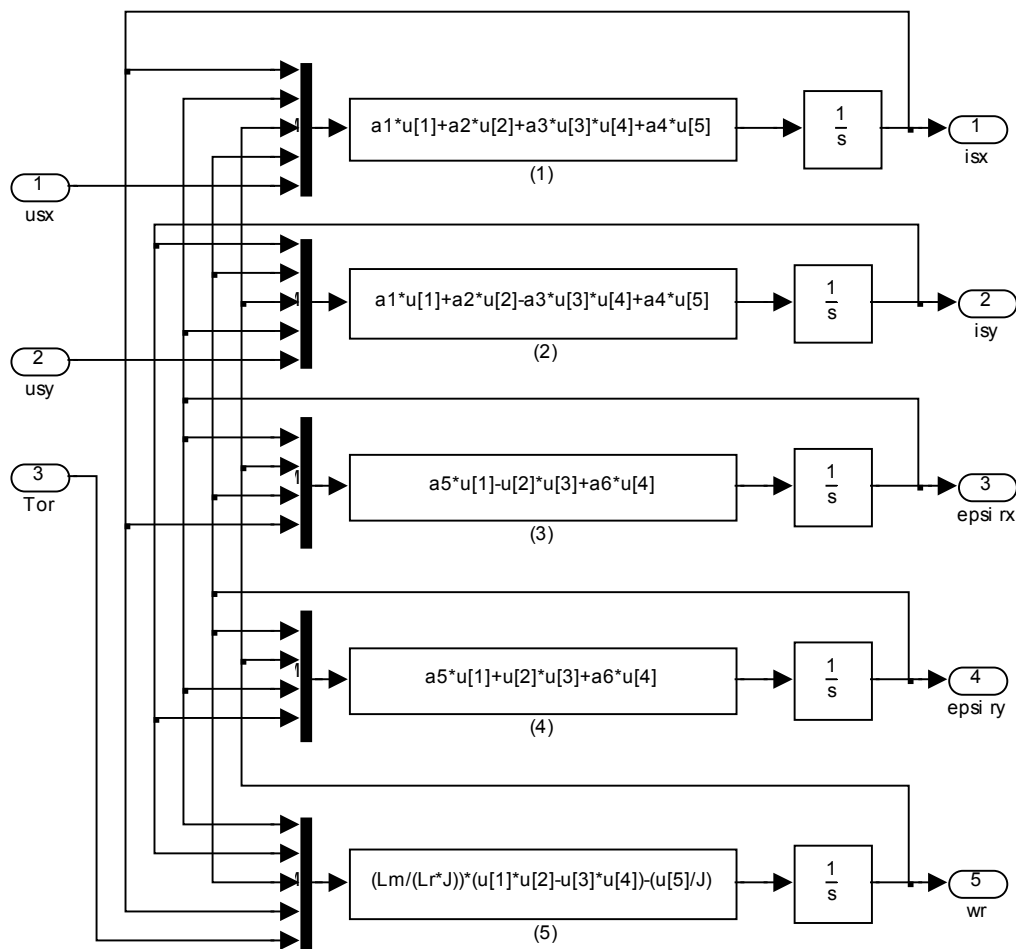 a1*u[1]+a2*u[2]+a3*u[3]*u[4]+a4*u[5]
(1)
1
s
1
isx
1
usx
a1*u[1]+a2*u[2]-a3*u[3]*u[4]+a4*u[5]
(2)
1
s
2
isy
2
usy
a5*u[1]-u[2]*u[3]+a6*u[4]
(3)
1
s
3
epsi rx
3
Tor
a5*u[1]+u[2]*u[3]+a6*u[4]
(4)
1
s
4
epsi ry
(Lm/(Lr*J))*(u[1]*u[2]-u[3]*u[4])-(u[5]/J)
(5)
1
s
5
wr